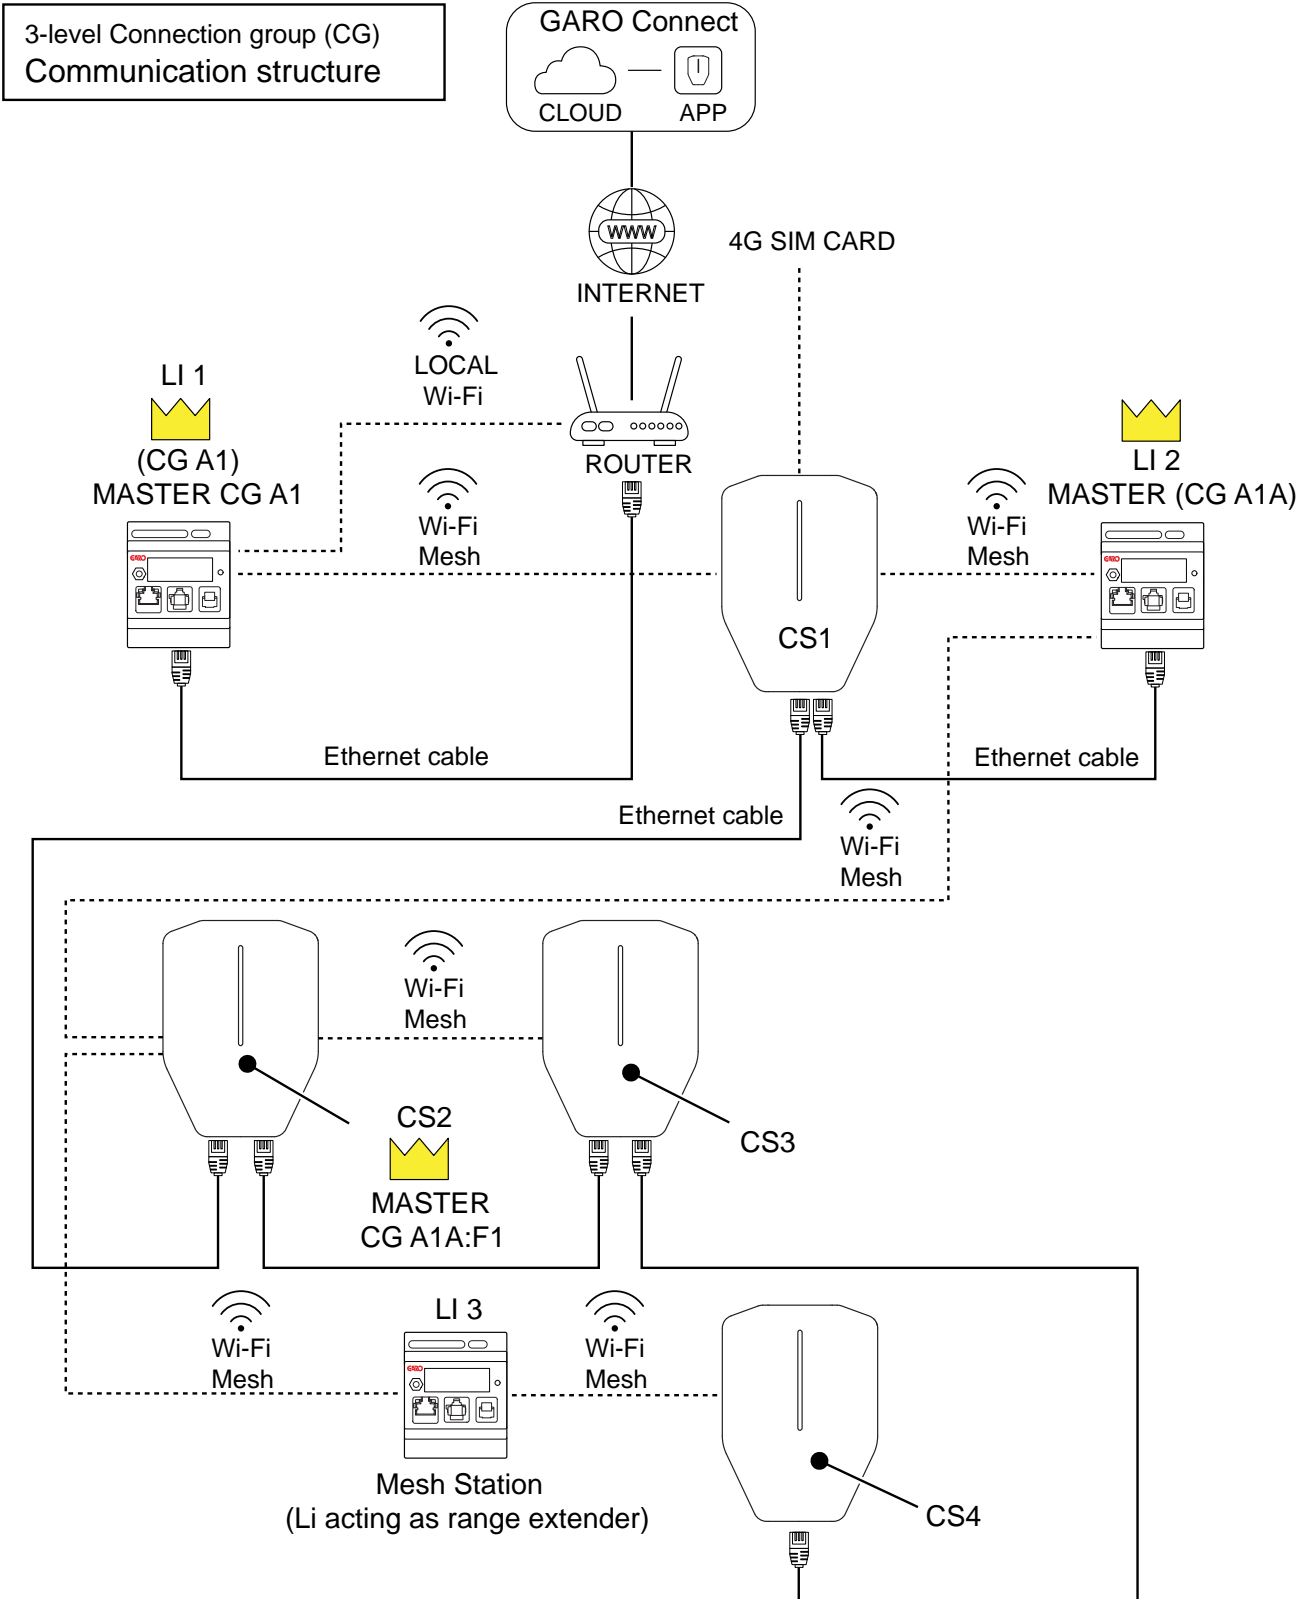 3-level Connection group (CG)
Communication structure
GARO Connect
CLOUD
APP
WWW
INTERNET
4G SIM CARD
LOCAL
Wi-Fi
LI 1
(CG A1)
MASTER CG A1
ROUTER
Wi-Fi
Mesh
Wi-Fi
Mesh
LI 2
MASTER (CG A1A)
GARO
GARO
CS1
Ethernet cable
Ethernet cable
Ethernet cable
Wi-Fi
Mesh
Wi-Fi
Mesh
CS2
MASTER
CG A1A:F1
CS3
Wi-Fi
Mesh
LI 3
Wi-Fi
Mesh
GARO
Mesh Station
(Li acting as range extender)
CS4